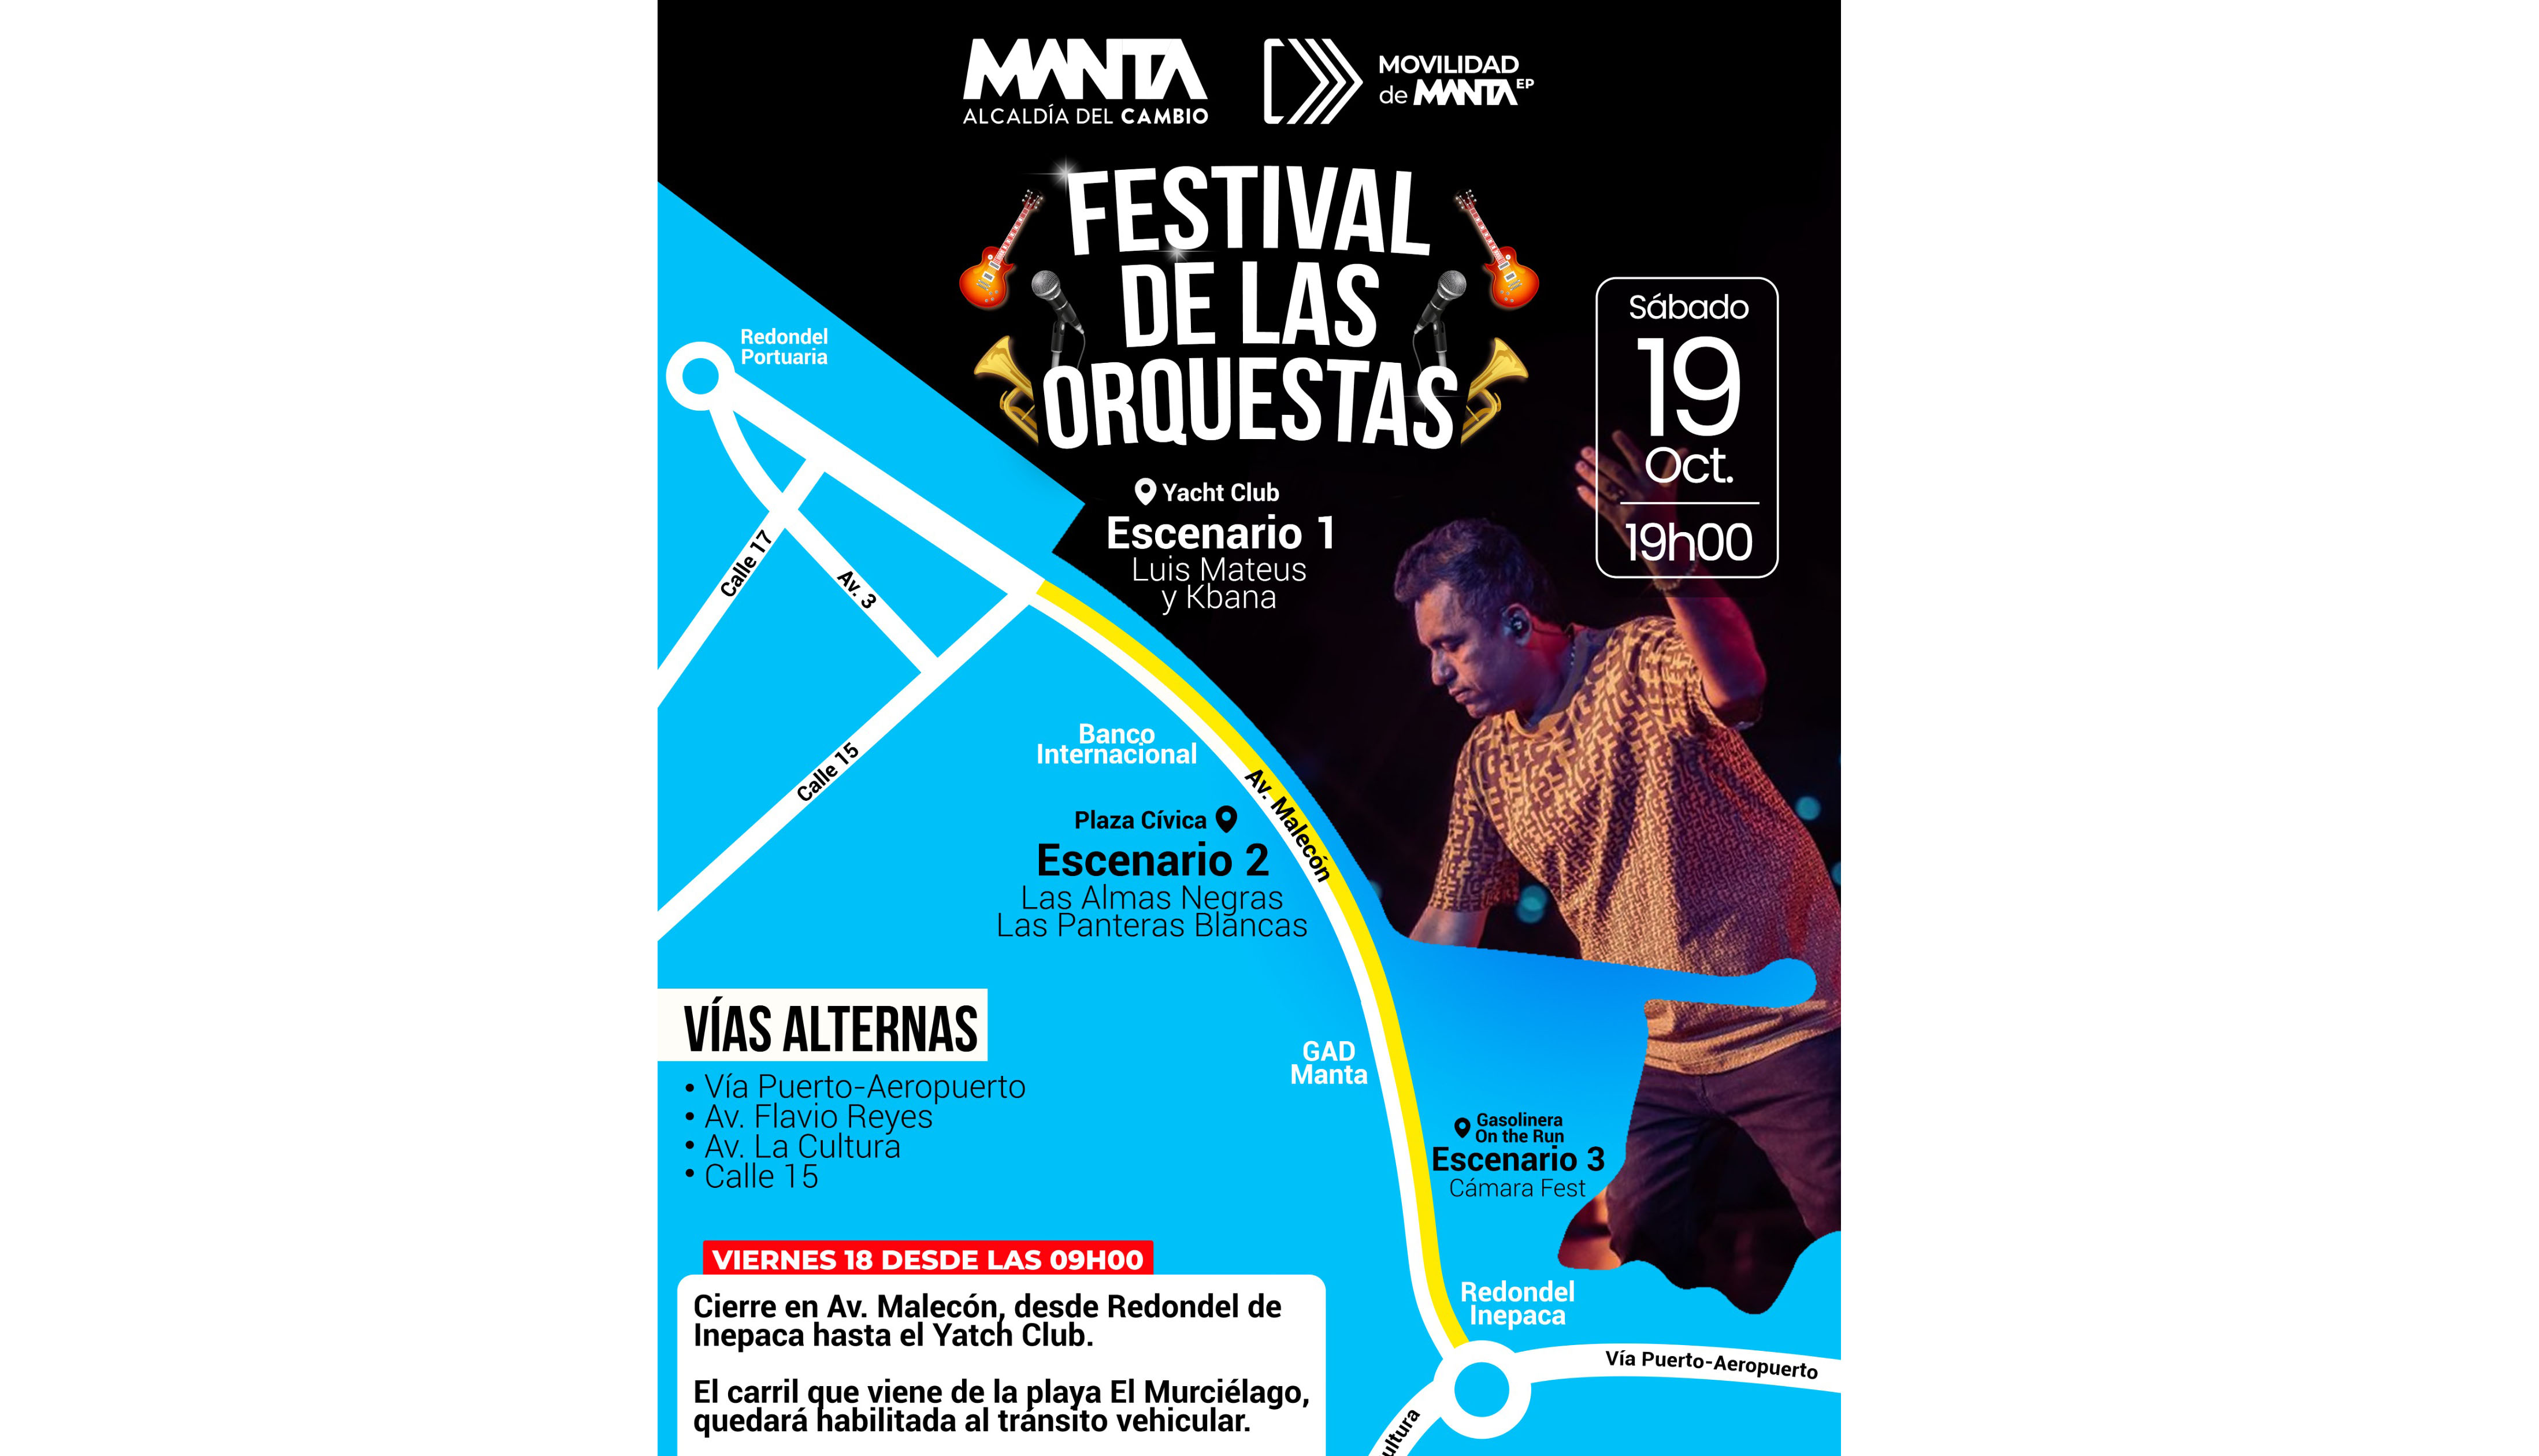 MANTA
ALCALDÍA DEL CAMBIO
MOVILIDAD
de MANTA EP
FESTIVAL
DE LAS
ORQUESTAS
Sábado
19
Oct.
19h00
Redondel
Portuaria
Yacht Club
Escenario 1
Luis Mateus
y Kbana
Calle 17
Av. 3
Calle 15
Banco
Internacional
Av. Malecón
Plaza Cívica
Escenario 2
Las Almas Negras
Las Panteras Blancas
VÍAS ALTERNAS
• Vía Puerto-Aeropuerto
• Av. Flavio Reyes
• Av. La Cultura
• Calle 15
GAD
Manta
Gasolinera
On the Run
Escenario 3
Cámara Fest
VIERNES 18 DESDE LAS 09H00
Cierre en Av. Malecón, desde Redondel de
Inepaca hasta el Yatch Club.
El carril que viene de la playa El Murciélago,
quedará habilitada al tránsito vehicular.
Redondel
Inepaca
Vía Puerto-Aeropuerto